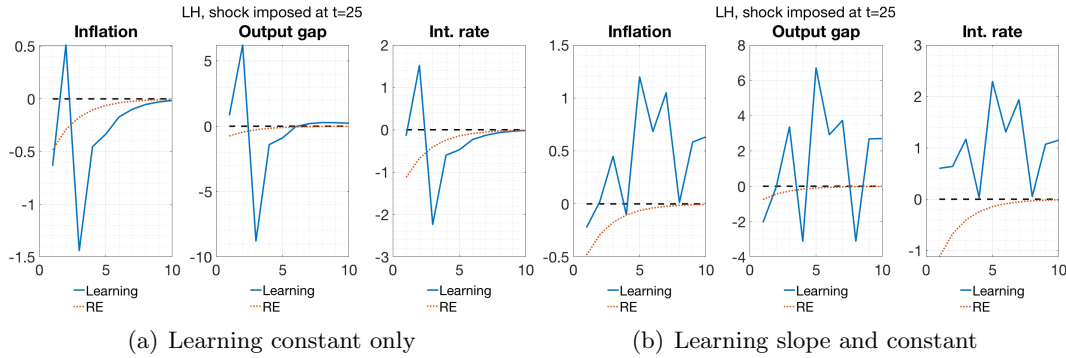 LH, shock imposed at t=25
Inflation
Output gap
Int. rate
0.5
0
-0.5
-1
-1.5
0
5
10
5
0
-5
-10
0
5
10
2
1
0
-1
-2
-3
0
5
10
Learning
RE
Learning
RE
Learning
RE
(a) Learning constant only
LH, shock imposed at t=25
Inflation
Output gap
Int. rate
1.5
1
0.5
0
-0.5
0
5
10
8
6
4
2
0
-2
-4
0
5
10
3
2
1
0
-1
0
5
10
Learning
RE
Learning
RE
Learning
RE
(b) Learning slope and constant